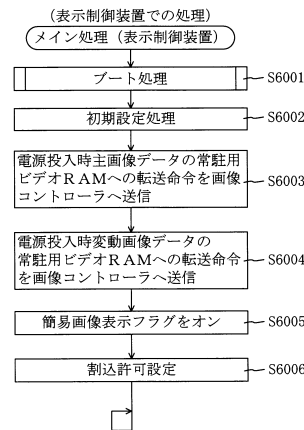 （表示制御装置での処理）
メイン処理（表示制御装置）
ブート処理
S6001
初期設定処理
S6002
電源投入時主画像データの常駐用
ビデオＲＡＭへの転送命令を画像
コントローラへ送信
S6003
電源投入時変動画像データの
常駐用ビデオＲＡＭへの転送命令
を画像コントローラへ送信
S6004
簡易画像表示フラグをオン
S6005
割込許可設定
S6006